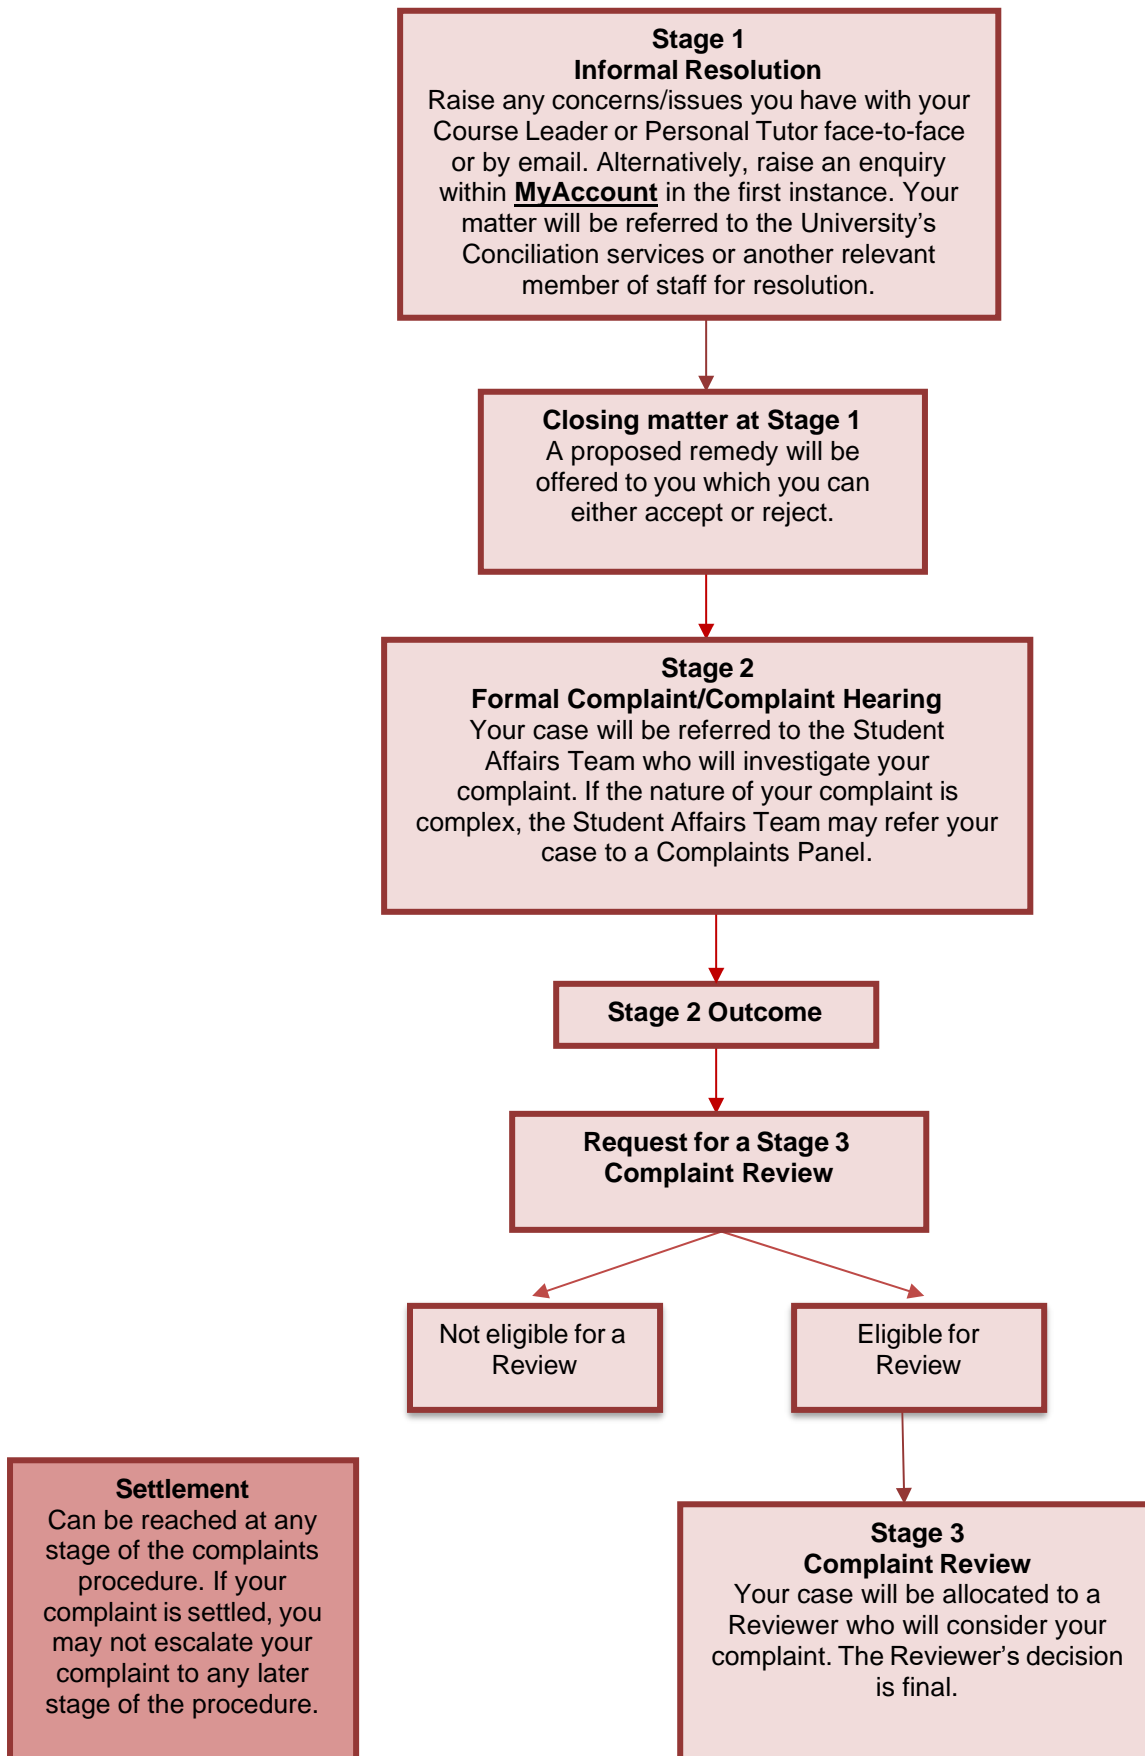 Stage 1
Informal Resolution
Raise any concerns/issues you have with your
Course Leader or Personal Tutor face-to-face
or by email. Alternatively, raise an enquiry
within MyAccount in the first instance. Your
matter will be referred to the University’s
Conciliation services or another relevant
member of staff for resolution.
Closing matter at Stage 1
A proposed remedy will be
offered to you which you can
either accept or reject.
Stage 2
Formal Complaint/Complaint Hearing
Your case will be referred to the Student
Affairs Team who will investigate your
complaint. If the nature of your complaint is
complex, the Student Affairs Team may refer your
case to a Complaints Panel.
Stage 2 Outcome
Request for a Stage 3
Complaint Review
Not eligible for a
Review
Eligible for
Review
Settlement
Can be reached at any
stage of the complaints
procedure. If your
complaint is settled, you
may not escalate your
complaint to any later
stage of the procedure.
Stage 3
Complaint Review
Your case will be allocated to a
Reviewer who will consider your
complaint. The Reviewer’s decision
is final.